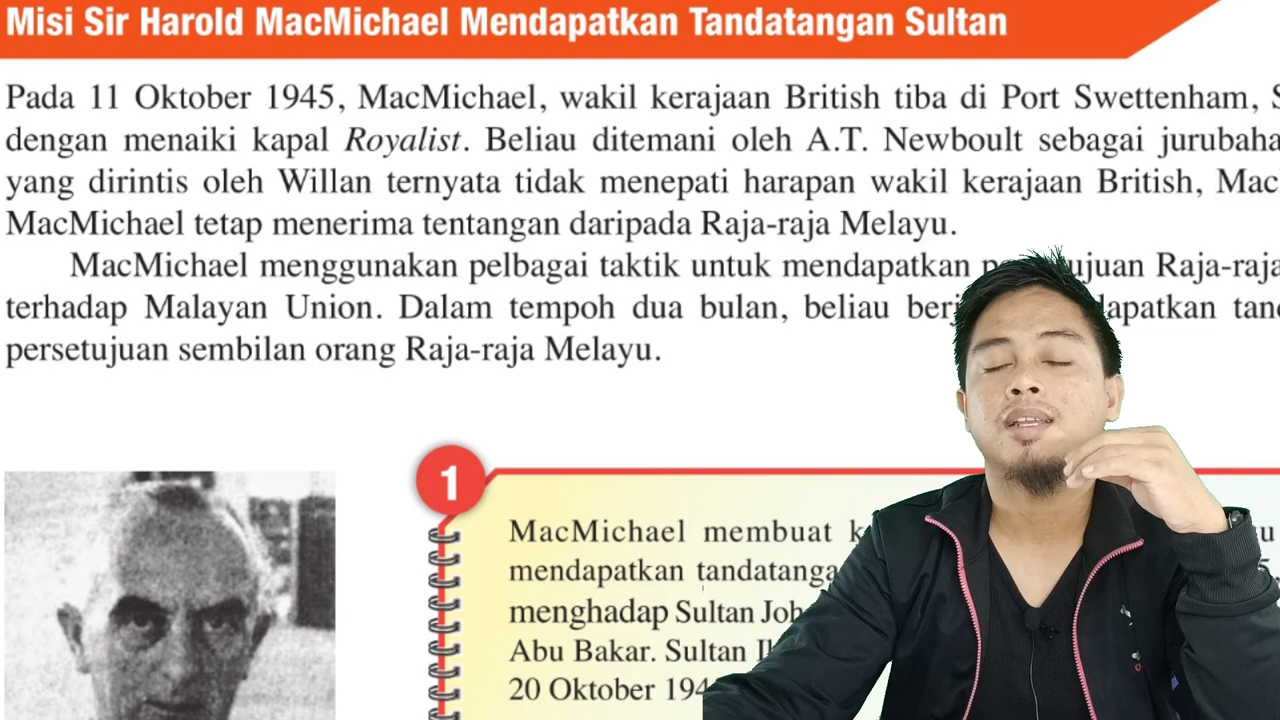 Misi Sir Harold MacMichael Mendapatkan Tandatangan Sultan
Pada 11 Oktober 1945, MacMichael, wakil kerajaan British tiba di Port Swettenham,
dengan menaiki kapal Royalist. Beliau ditemani oleh A.T. Newboult sebagai
yang dirintis oleh Willan ternyata tidak menepati harapan wakil kerajaan British,
MacMichael tetap menerima tentangan daripada Raja-raja Melayu.
MacMichael menggunakan pelbagai taktik untuk mendapatkan Raja-raja
terhadap Malayan Union. Dalam tempoh dua bulan, beliau
persetujuan sembilan orang Raja-raja Melayu.
1
MacMichael membuat
mendapatkan
menghadap Sultan
Abu Bakar. Sultan
20 Oktober